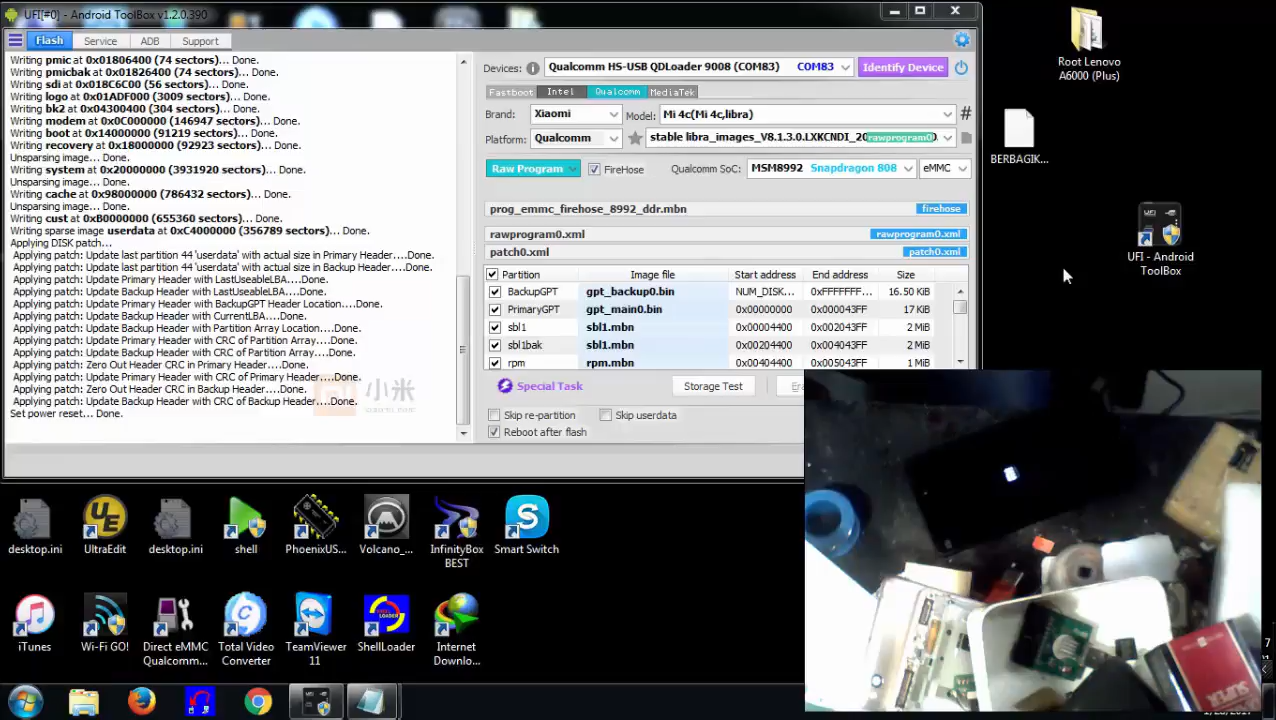 UFI[#0] - Android ToolBox v1.2.0.390
Flash Service ADB Support
Writing pmic at 0x01806400 (74 sectors)... Done.
Writing pmicbak at 0x01826400 (74 sectors)... Done.
Writing sdi at 0x018C6C00 (56 sectors)... Done.
Writing logo at 0x01ADF000 (3009 sectors)... Done.
Writing bk2 at 0x04300400 (304 sectors)... Done.
Writing modem at 0x0C000000 (146947 sectors)... Done.
Writing boot at 0x14000000 (91219 sectors)... Done.
Writing recovery at 0x18000000 (92923 sectors)... Done.
Unsparsing image... Done.
Writing system at 0x20000000 (3931920 sectors)... Done.
Unsparsing image... Done.
Writing cache at 0x98000000 (786432 sectors)... Done.
Unsparsing image... Done.
Writing cust at 0xB0000000 (655360 sectors)... Done.
Writing sparse image userdata at 0xC4000000 (356789 sectors)... Done.
Applying DISK patch...
Applying patch: Update last partition 44 'userdata' with actual size in Primary Header....Done.
Applying patch: Update last partition 44 'userdata' with actual size in Backup Header....Done.
Applying patch: Update Primary Header with LastUseableLBA....Done.
Applying patch: Update Backup Header with LastUseableLBA....Done.
Applying patch: Update Primary Header with BackupGPT Header Location....Done.
Applying patch: Update Backup Header with CurrentLBA....Done.
Applying patch: Update Backup Header with Partition Array Location....Done.
Applying patch: Update Primary Header with CRC of Partition Array....Done.
Applying patch: Update Backup Header with CRC of Partition Array....Done.
Applying patch: Zero Out Header CRC in Primary Header....Done.
Applying patch: Update Primary Header with CRC of Primary Header....Done.
Applying patch: Zero Out Header CRC in Backup Header....Done.
Applying patch: Update Backup Header with CRC of Backup Header....Done.
Set power reset... Done.
小米
Devices: Qualcomm HS-USB QDLoader 9008 (COM83) COM83 Identify Device
Fastboot Intel Qualcomm MediaTek
Brand: Xiaomi Model: Mi 4c(Mi 4c,libra) #
Platform: Qualcomm stable libra_images_V8.1.3.0.LXKCNDI_20 rawprogram0
Raw Program FireHose Qualcomm SoC: MSM8992 Snapdragon 808 eMMC
prog_emmc_firehose_8992_ddr.mbn firehose
rawprogram0.xml rawprogram0.xml
patch0.xml patch0.xml
Partition Image file Start address End address Size
BackupGPT gpt_backup0.bin NUM_DISK... 0xFFFFFFF... 16.50 KiB
PrimaryGPT gpt_main0.bin 0x00000000 0x000043FF 17 KiB
sbl1 sbl1.mbn 0x00004400 0x002043FF 2 MiB
sbl1bak sbl1.mbn 0x00204400 0x004043FF 2 MiB
rpm rpm.mbn 0x00404400 0x005043FF 1 MiB
Special Task Storage Test Era
Skip re-partition Skip userdata
Reboot after flash
Root Lenovo
A6000 (Plus)
BERBAGIK...
UFI - Android
ToolBox
desktop.ini UltraEdit desktop.ini shell PhoenixUS... Volcano_... InfinityBox
BEST Smart Switch
iTunes Wi-Fi GO! Direct eMMC
Qualcomm... Total Video
Converter TeamViewer
11 ShellLoader Internet
Downlo...